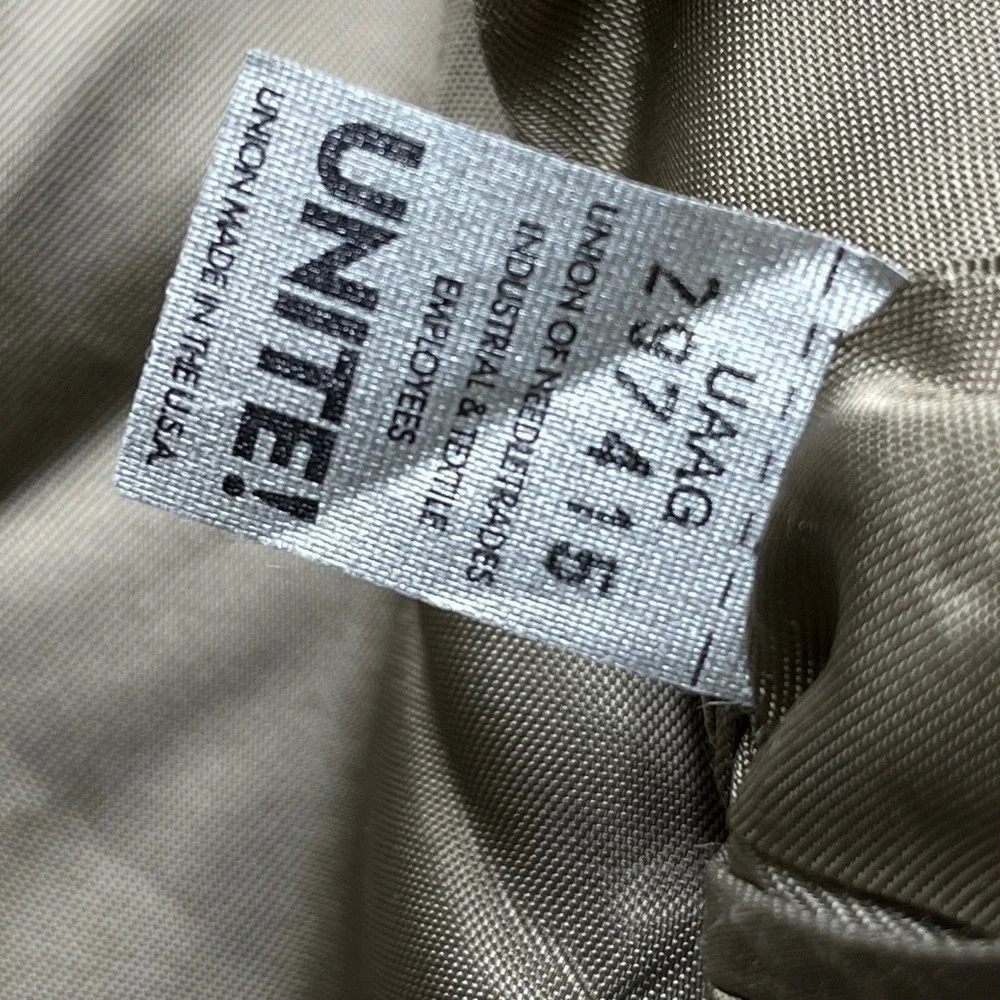 UAAG
297415
UNION OF NEEDLETRADES
INDUSTRIAL & TEXTILE
EMPLOYEES
UNITE!
UNION MADE IN THE U.S.A.